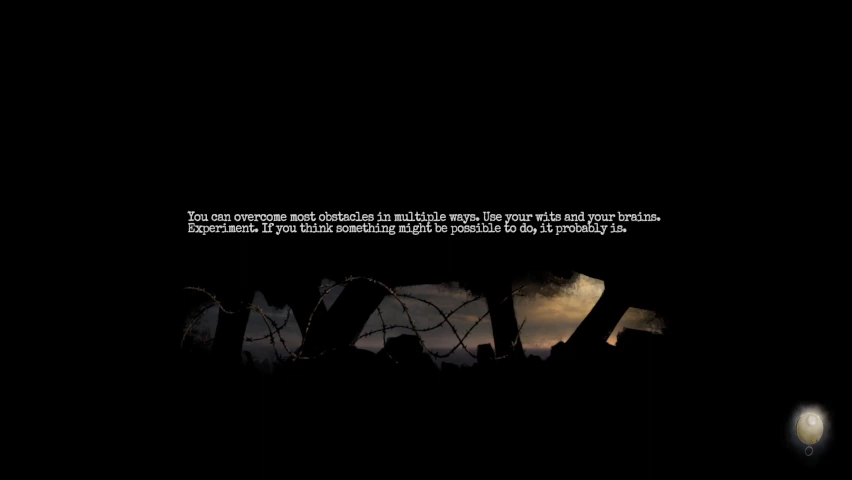 You can overcome most obstacles in multiple ways. Use your wits and your brains.
Experiment. If you think something might be possible to do, it probably is.